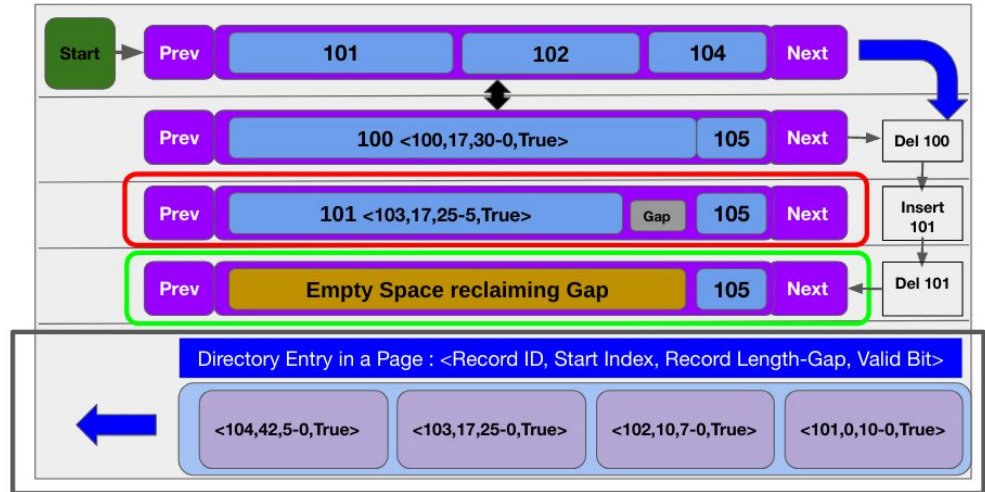 Start
Prev
101
102
104
Next
Prev
100 <100,17,30-0,True>
105
Next
Del 100
Prev
101 <103,17,25-5,True>
Gap
105
Next
Insert
101
Prev
Empty Space reclaiming Gap
105
Next
Del 101
Directory Entry in a Page : <Record ID, Start Index, Record Length-Gap, Valid Bit>
<104,42,5-0,True>
<103,17,25-0,True>
<102,10,7-0,True>
<101,0,10-0,True>